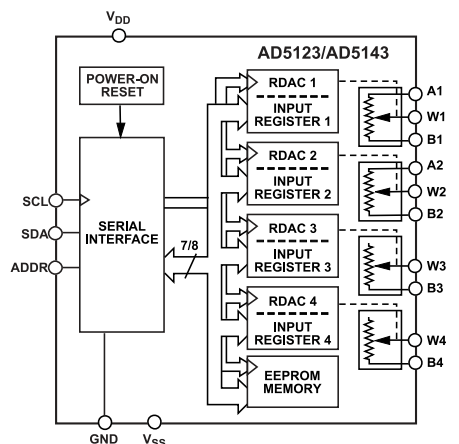 VDD
AD5123/AD5143
POWER-ON
RESET
RDAC 1
INPUT
REGISTER 1
A1
W1
B1
RDAC 2
INPUT
REGISTER 2
A2
W2
B2
SCL
SDA
ADDR
SERIAL
INTERFACE
7/8
RDAC 3
INPUT
REGISTER 3
W3
B3
RDAC 4
INPUT
REGISTER 4
W4
B4
EEPROM
MEMORY
GND
VSS